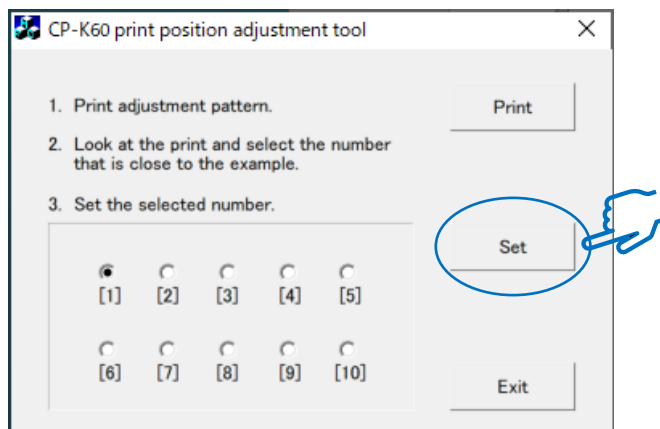 CP-K60 print position adjustment tool
1. Print adjustment pattern.
Print
2. Look at the print and select the number
that is close to the example.
3. Set the selected number.
Set
[1] [2] [3] [4] [5]
[6] [7] [8] [9] [10]
Exit